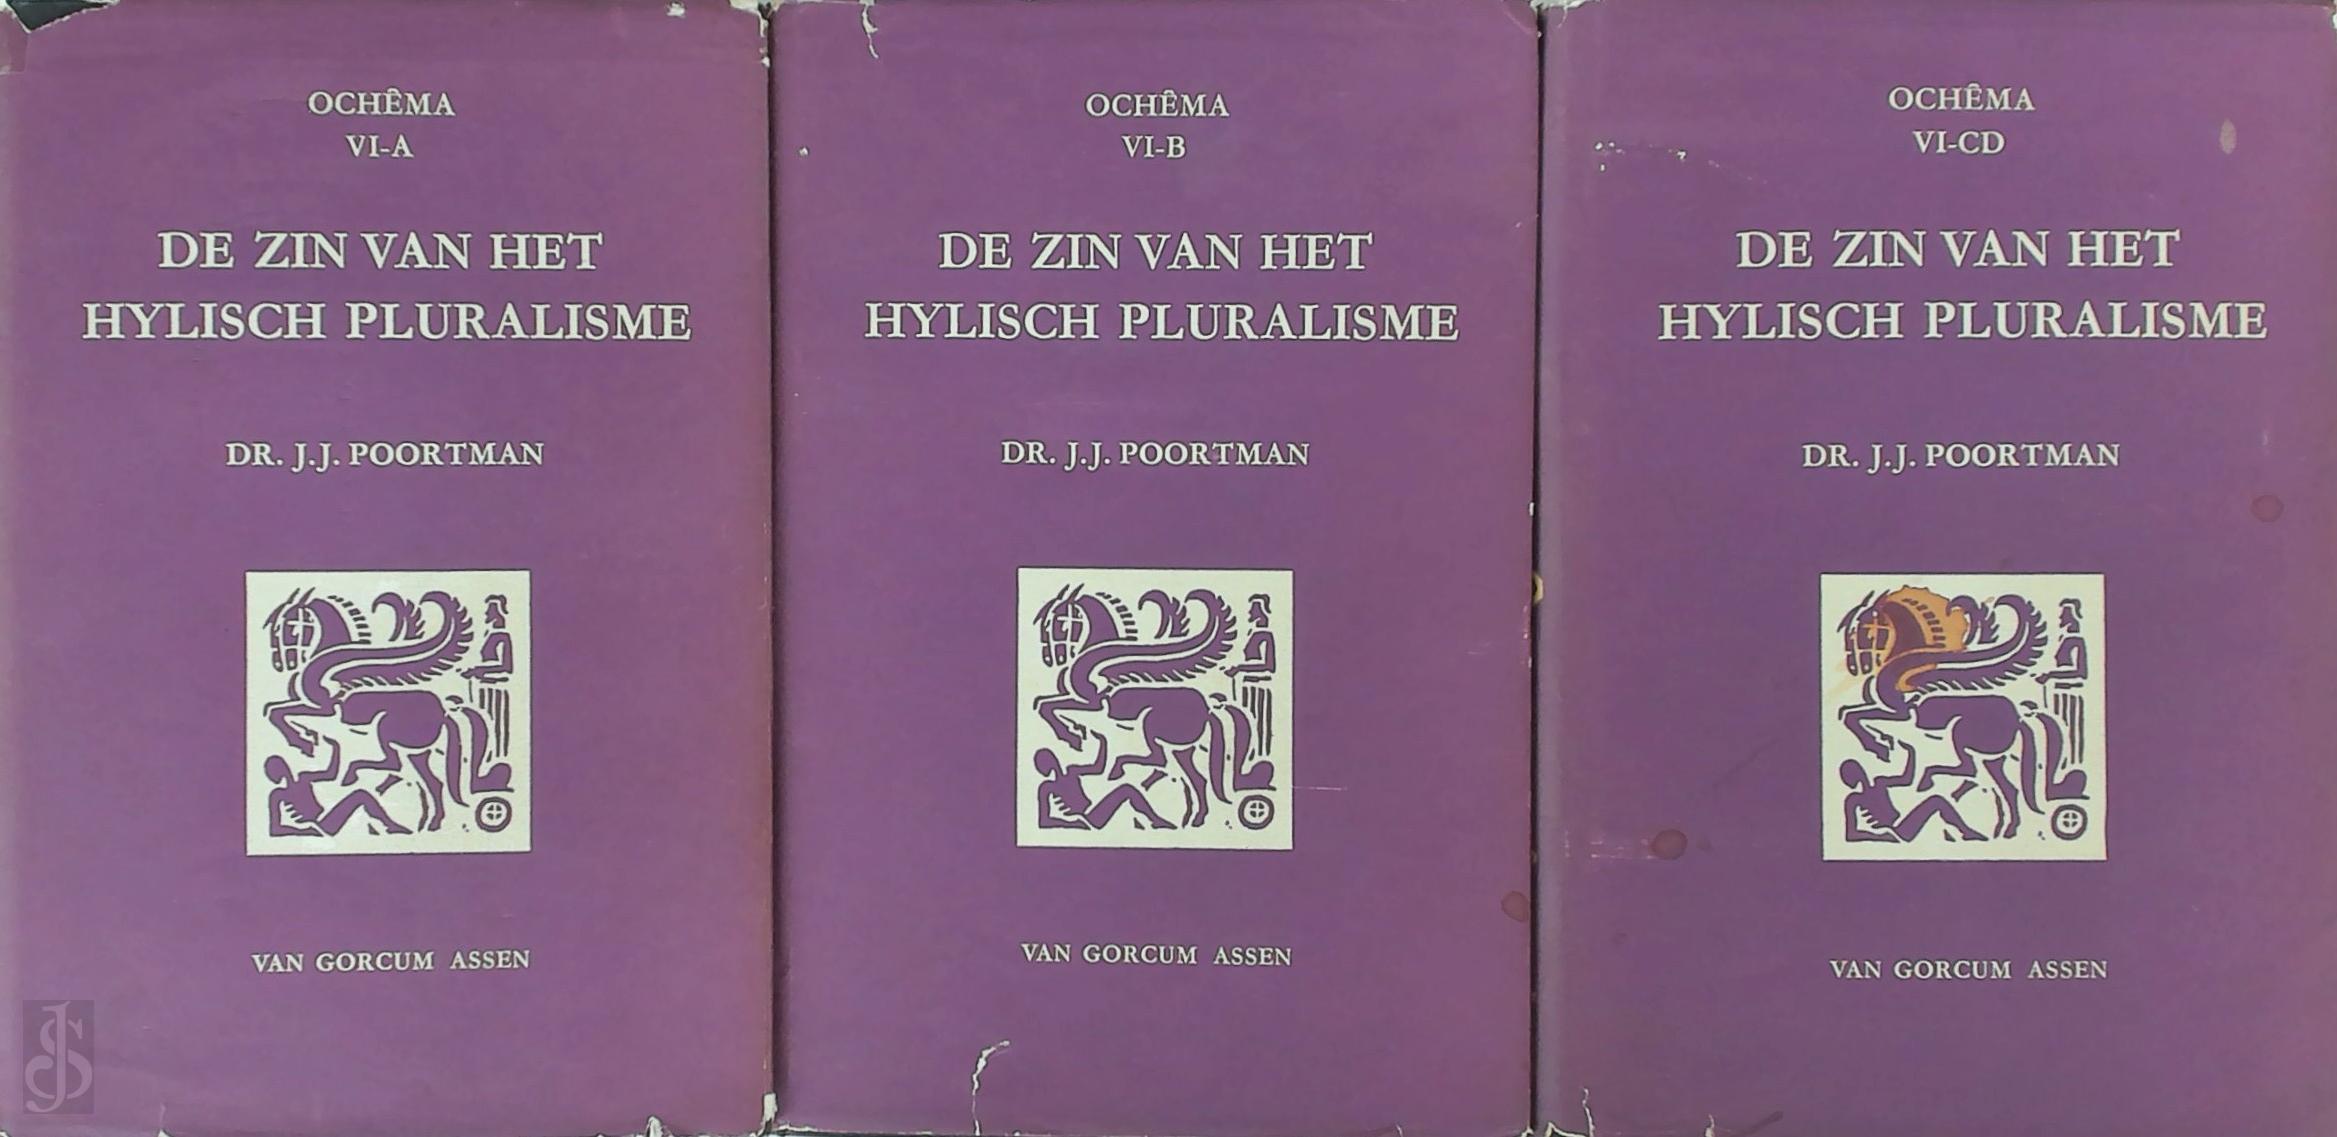 OCHÊMA
VI-A
DE ZIN VAN HET
HYLISCH PLURALISME
DR. J.J. POORTMAN
VAN GORCUM ASSEN
OCHÊMA
VI-B
DE ZIN VAN HET
HYLISCH PLURALISME
DR. J.J. POORTMAN
VAN GORCUM ASSEN
OCHÊMA
VI-CD
DE ZIN VAN HET
HYLISCH PLURALISME
DR. J.J. POORTMAN
VAN GORCUM ASSEN
JS